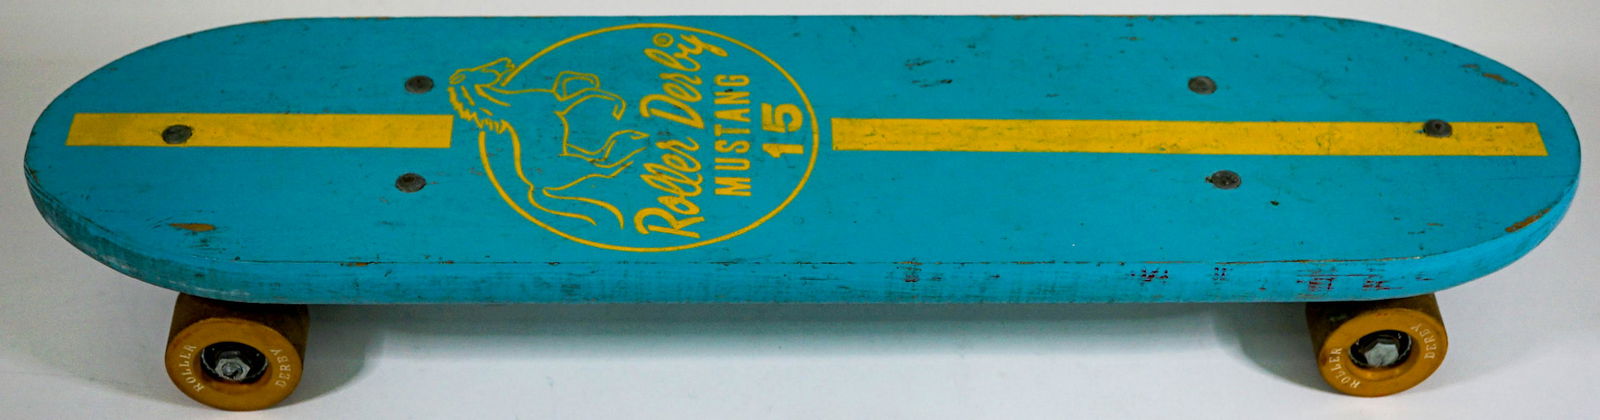 Roller Derby®
MUSTANG
15
ROLLER DERBY
ROLLER DERBY